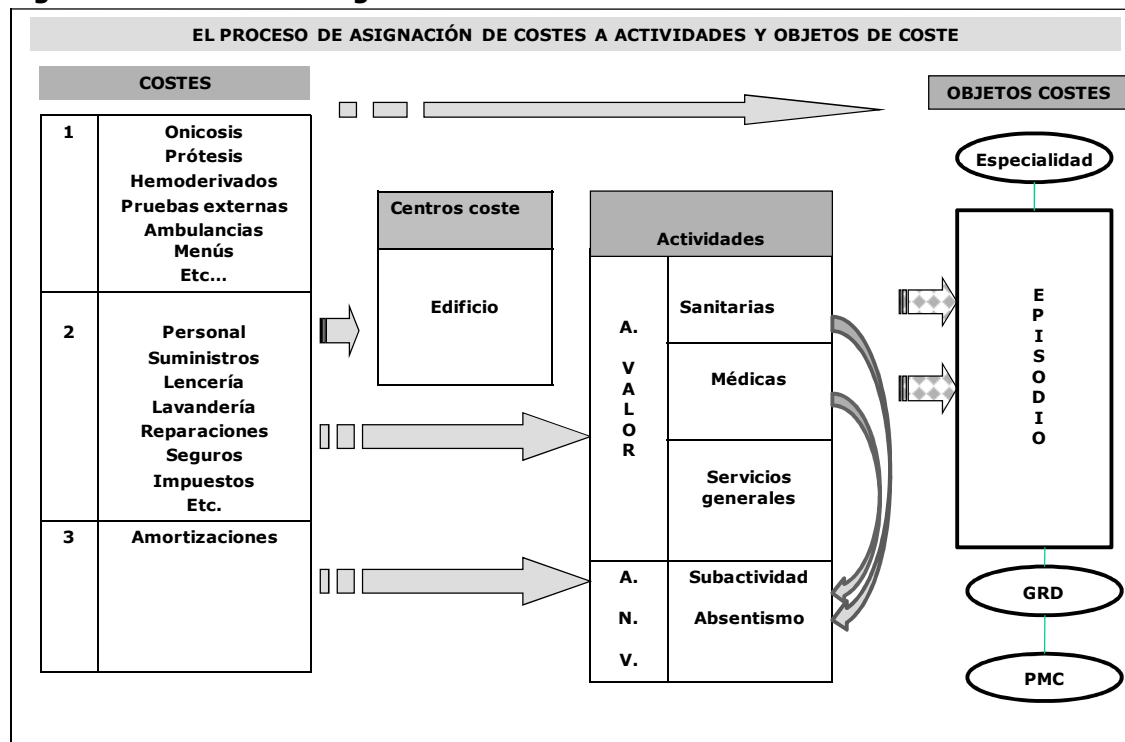 EL PROCESO DE ASIGNACIÓN DE COSTES A ACTIVIDADES Y OBJETOS DE COSTE
COSTES
OBJETOS COSTES
1
Onicosis
Prótesis
Hemoderivados
Pruebas externas
Ambulancias
Menús
Etc...
2
Personal
Suministros
Lencería
Lavandería
Reparaciones
Seguros
Impuestos
Etc.
3
Amortizaciones
Centros coste
Edificio
Actividades
A.
V
A
L
O
R
Sanitarias
Médicas
Servicios
generales
A.
N.
V.
Subactividad
Absentismo
Especialidad
E
P
I
S
O
D
I
O
GRD
PMC